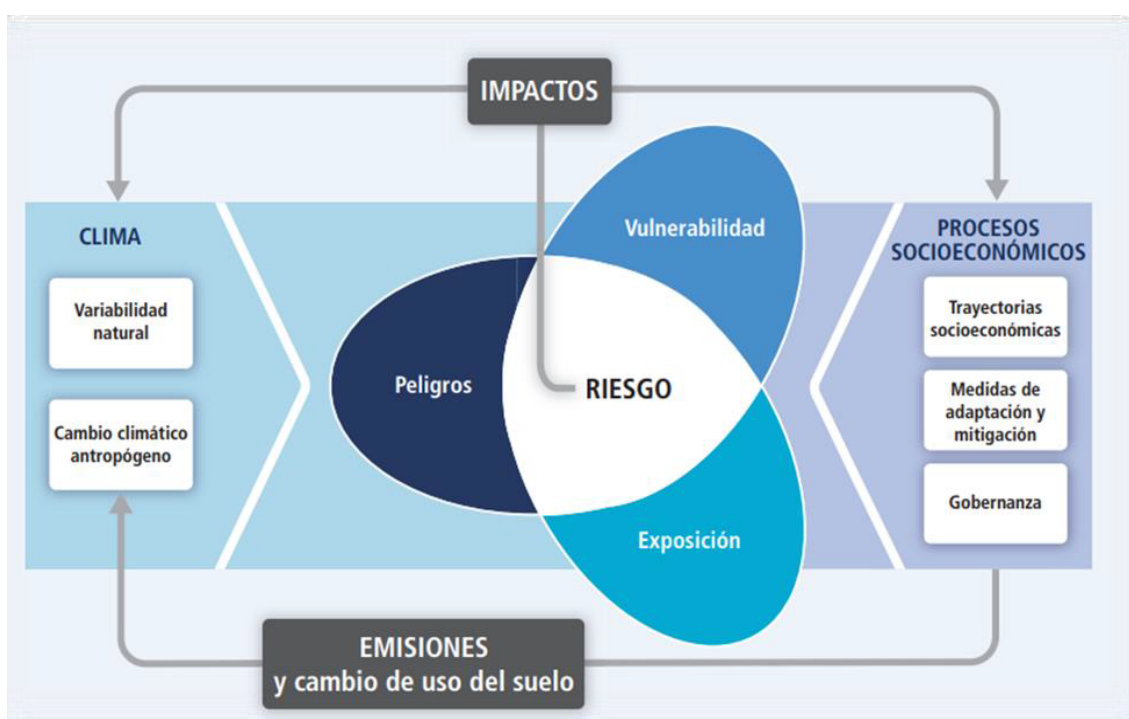 IMPACTOS
CLIMA
Variabilidad
natural
Cambio climático
antropógeno
Vulnerabilidad
Peligros
RIESGO
Exposición
PROCESOS
SOCIOECONÓMICOS
Trayectorias
socioeconómicas
Medidas de
adaptación y
mitigación
Gobernanza
EMISIONES
y cambio de uso del suelo